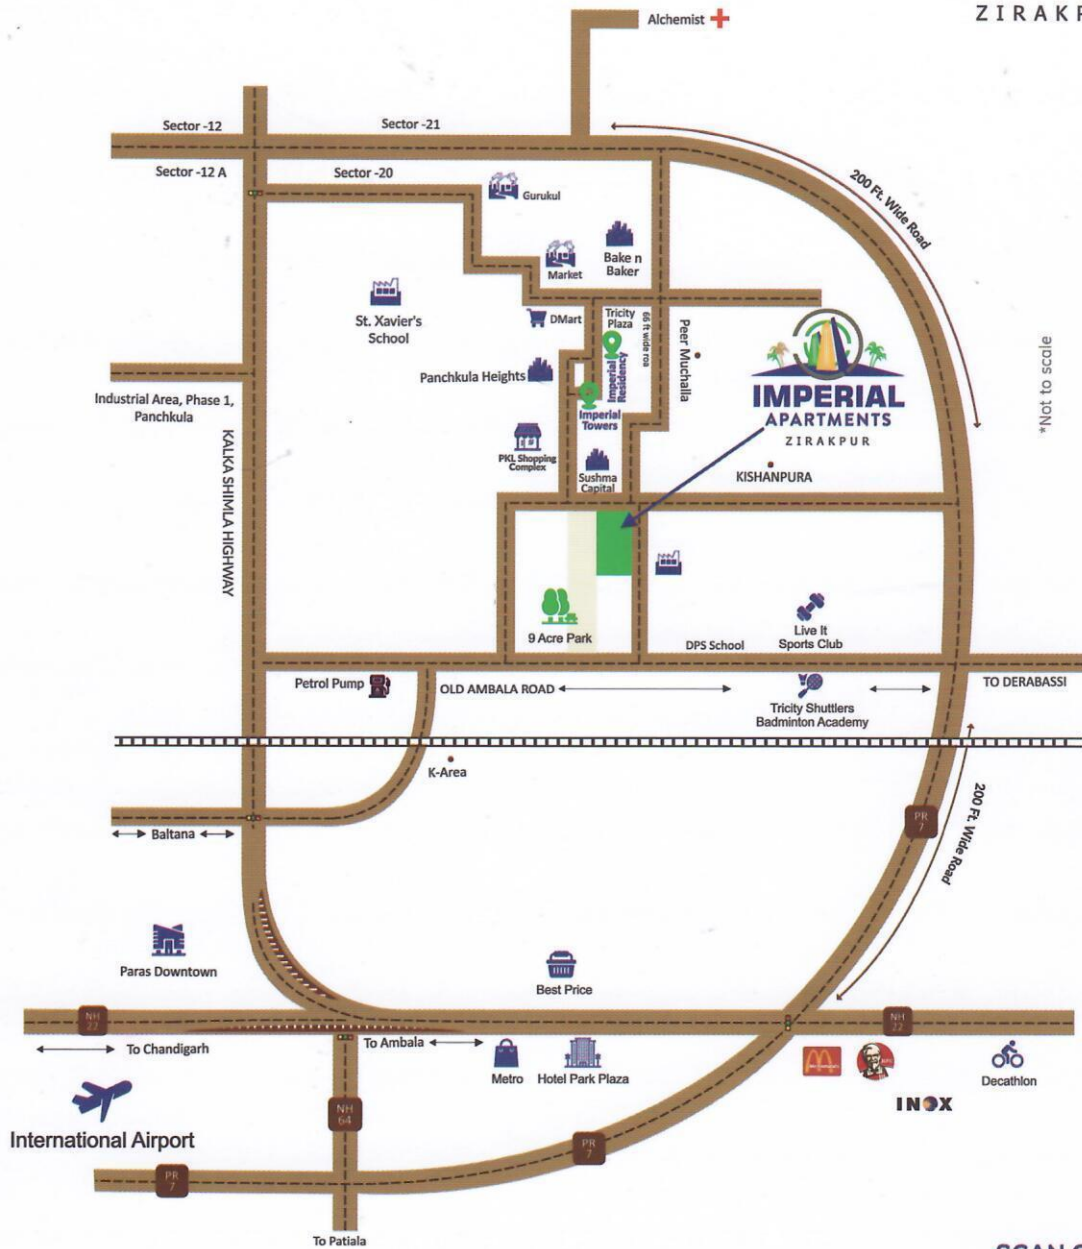 ZIRAKP
Alchemist
Sector -12
Sector -21
Sector -12 A
Sector -20
200 Ft. Wide Road
Gurukul
Market
Bake n
Baker
St. Xavier's
School
DMart
Tricity
Plaza
66 ft wide roa
Peer Muchalla
Imperial
Residency
Panchkula Heights
Imperial
Towers
IMPERIAL
APARTMENTS
ZIRAKPUR
*Not to scale
Industrial Area, Phase 1,
Panchkula
KALKA SHIMLA HIGHWAY
PKL Shopping
Complex
Sushma
Capital
KISHANPURA
9 Acre Park
DPS School
Live It
Sports Club
Petrol Pump
OLD AMBALA ROAD
Tricity Shuttlers
Badminton Academy
TO DERABASSI
K-Area
Baltana
PR
7
200 Ft. Wide Road
Paras Downtown
Best Price
NH
22
NH
22
To Chandigarh
To Ambala
Metro
Hotel Park Plaza
Decathlon
INOX
International Airport
NH
64
PR
7
PR
7
To Patiala